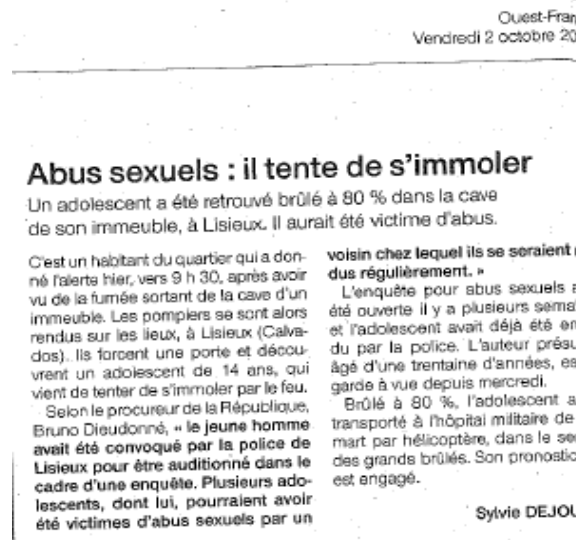 Ouest-Fran
Vendredi 2 octobre 20
Abus sexuels : il tente de s'immoler
Un adolescent a été retrouvé brûlé à 80 % dans la cave
de son immeuble, à Lisieux. Il aurait été victime d'abus.
C'est un habitant du quartier qui a don-
né l'alerte hier, vers 9 h 30, après avoir
vu de la fumée sortant de la cave d'un
immeuble. Les pompiers se sont alors
rendus sur les lieux, à Lisieux (Calva-
dos). Ils forcent une porte et décou-
vrent un adolescent de 14 ans, qui
vient de tenter de s'immoler par le feu.
Selon le procureur de la République,
Bruno Dieudonné, « le jeune homme
avait été convoqué par la police de
Lisieux pour être auditionné dans le
cadre d'une enquête. Plusieurs ado-
lescents, dont lui, pourraient avoir
été victimes d'abus sexuels par un
voisin chez lequel ils se seraient
dus régulièrement. »
L'enquête pour abus sexuels a
été ouverte il y a plusieurs sema
et l'adolescent avait déjà été en
du par la police. L'auteur présu
âgé d'une trentaine d'années, es
garde à vue depuis mercredi.
Brûlé à 80 %, l'adolescent a
transporté à l'hôpital militaire de
mart par hélicoptère, dans le se
des grands brûlés. Son pronostic
est engagé.
Sylvie DEJOU